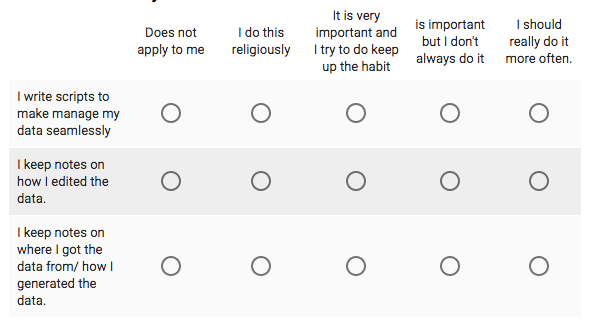 Does not
apply to me
I do this
religiously
It is very
important and
I try to do keep
up the habit
is important
but I don't
always do it
I should
really do it
more often.
I write scripts to
make manage my
data seamlessly
I keep notes on
how I edited the
data.
I keep notes on
where I got the
data from/ how I
generated the
data.